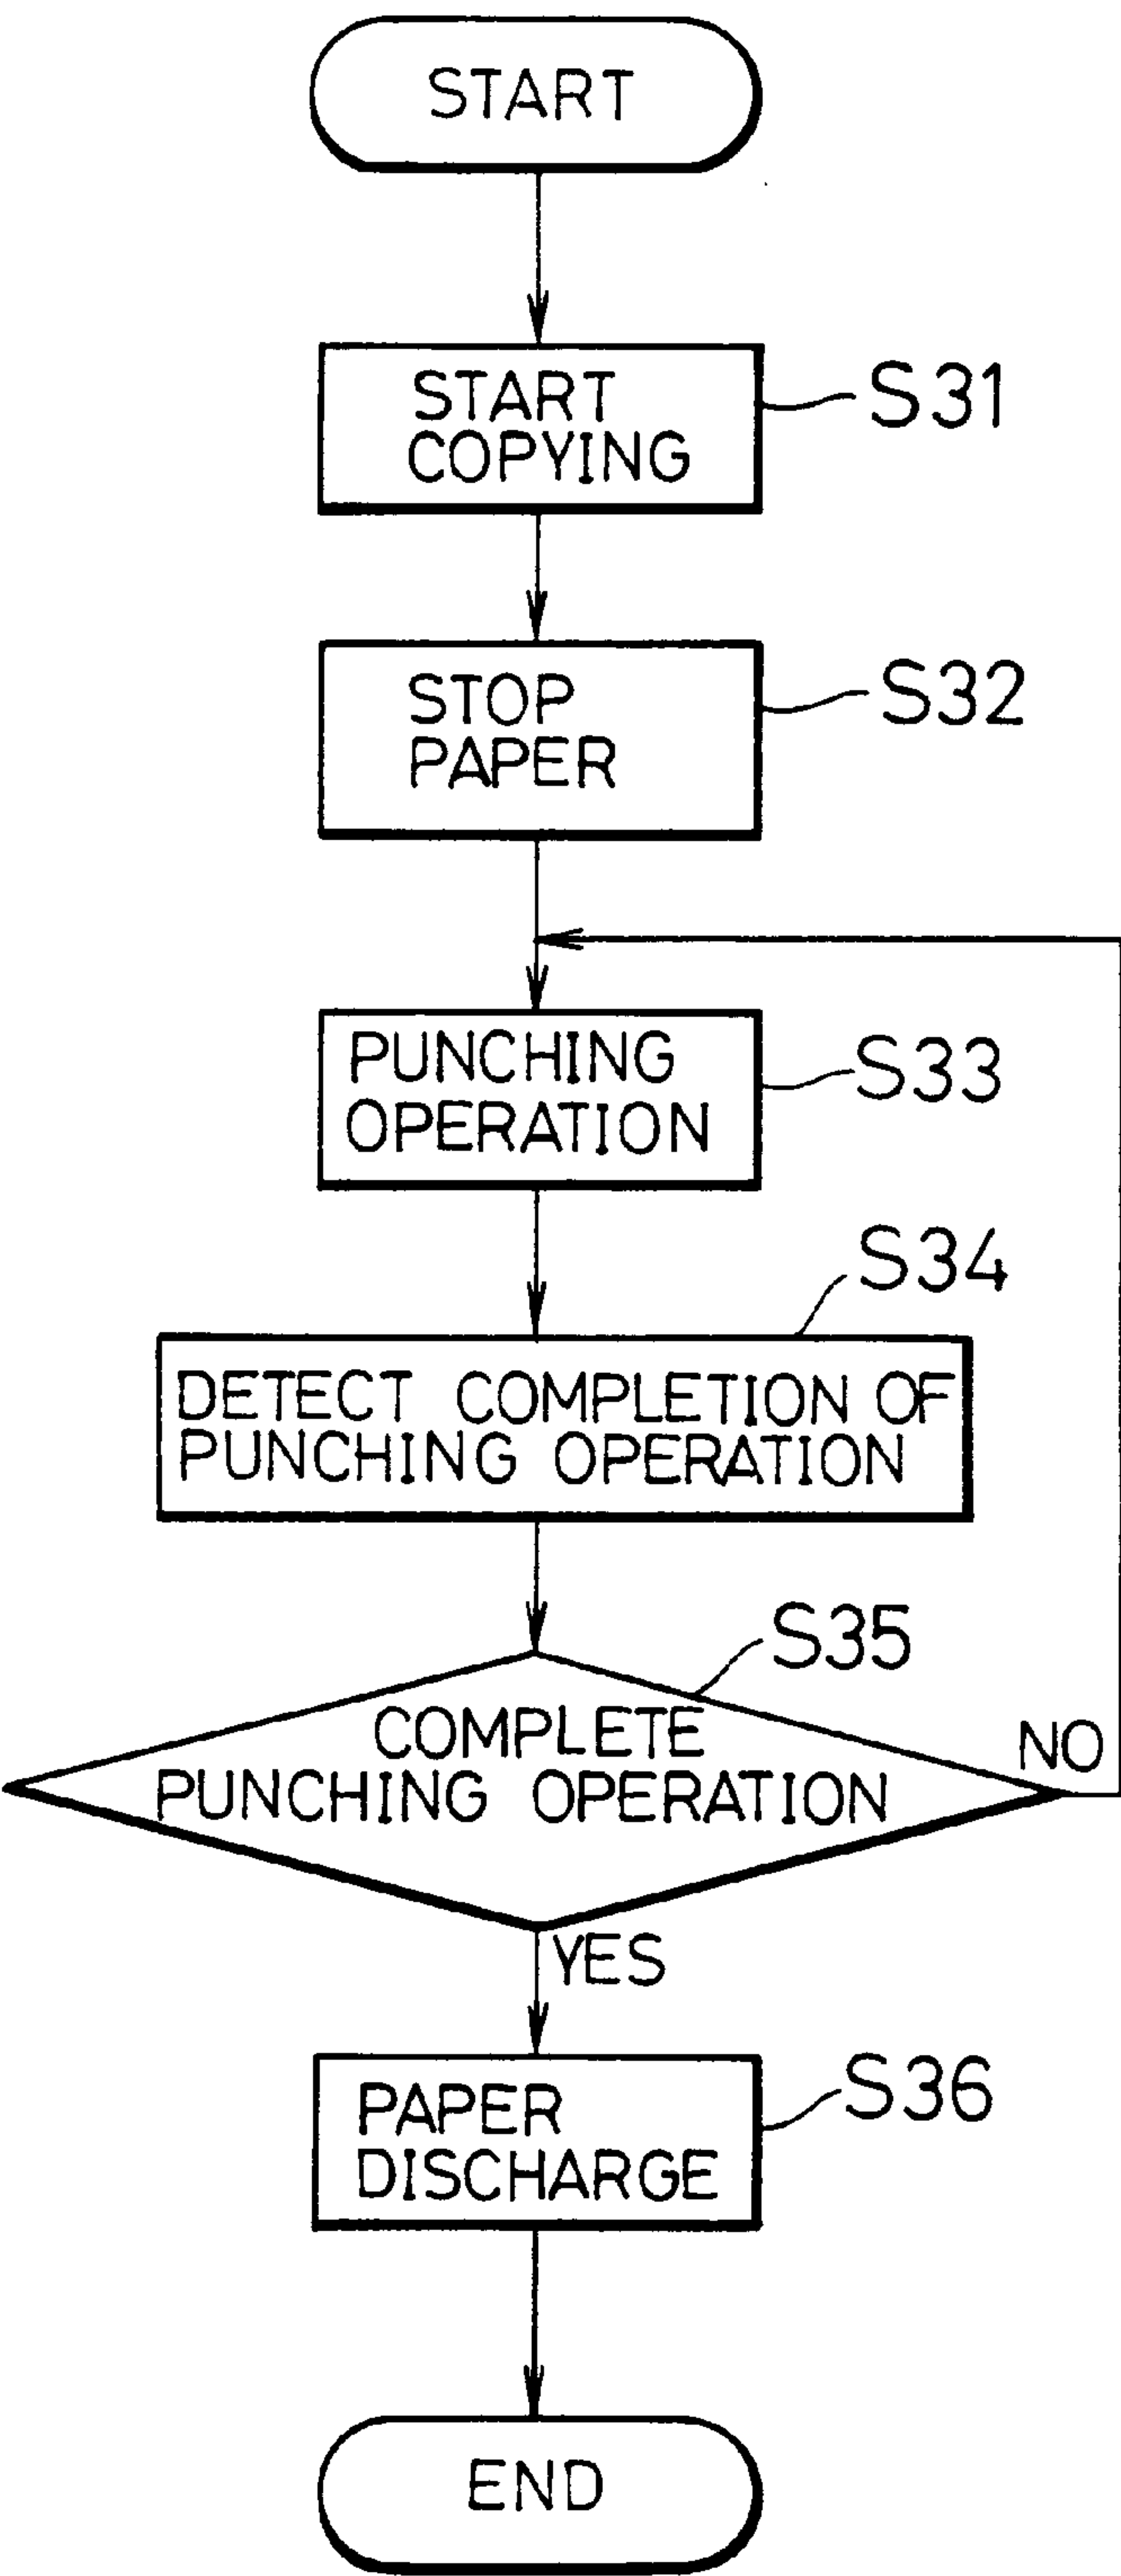 START
START
COPYING
S31
STOP
PAPER
S32
PUNCHING
OPERATION
S33
S34
DETECT COMPLETION OF
PUNCHING OPERATION
S35
COMPLETE
PUNCHING OPERATION
NO
YES
PAPER
DISCHARGE
S36
END